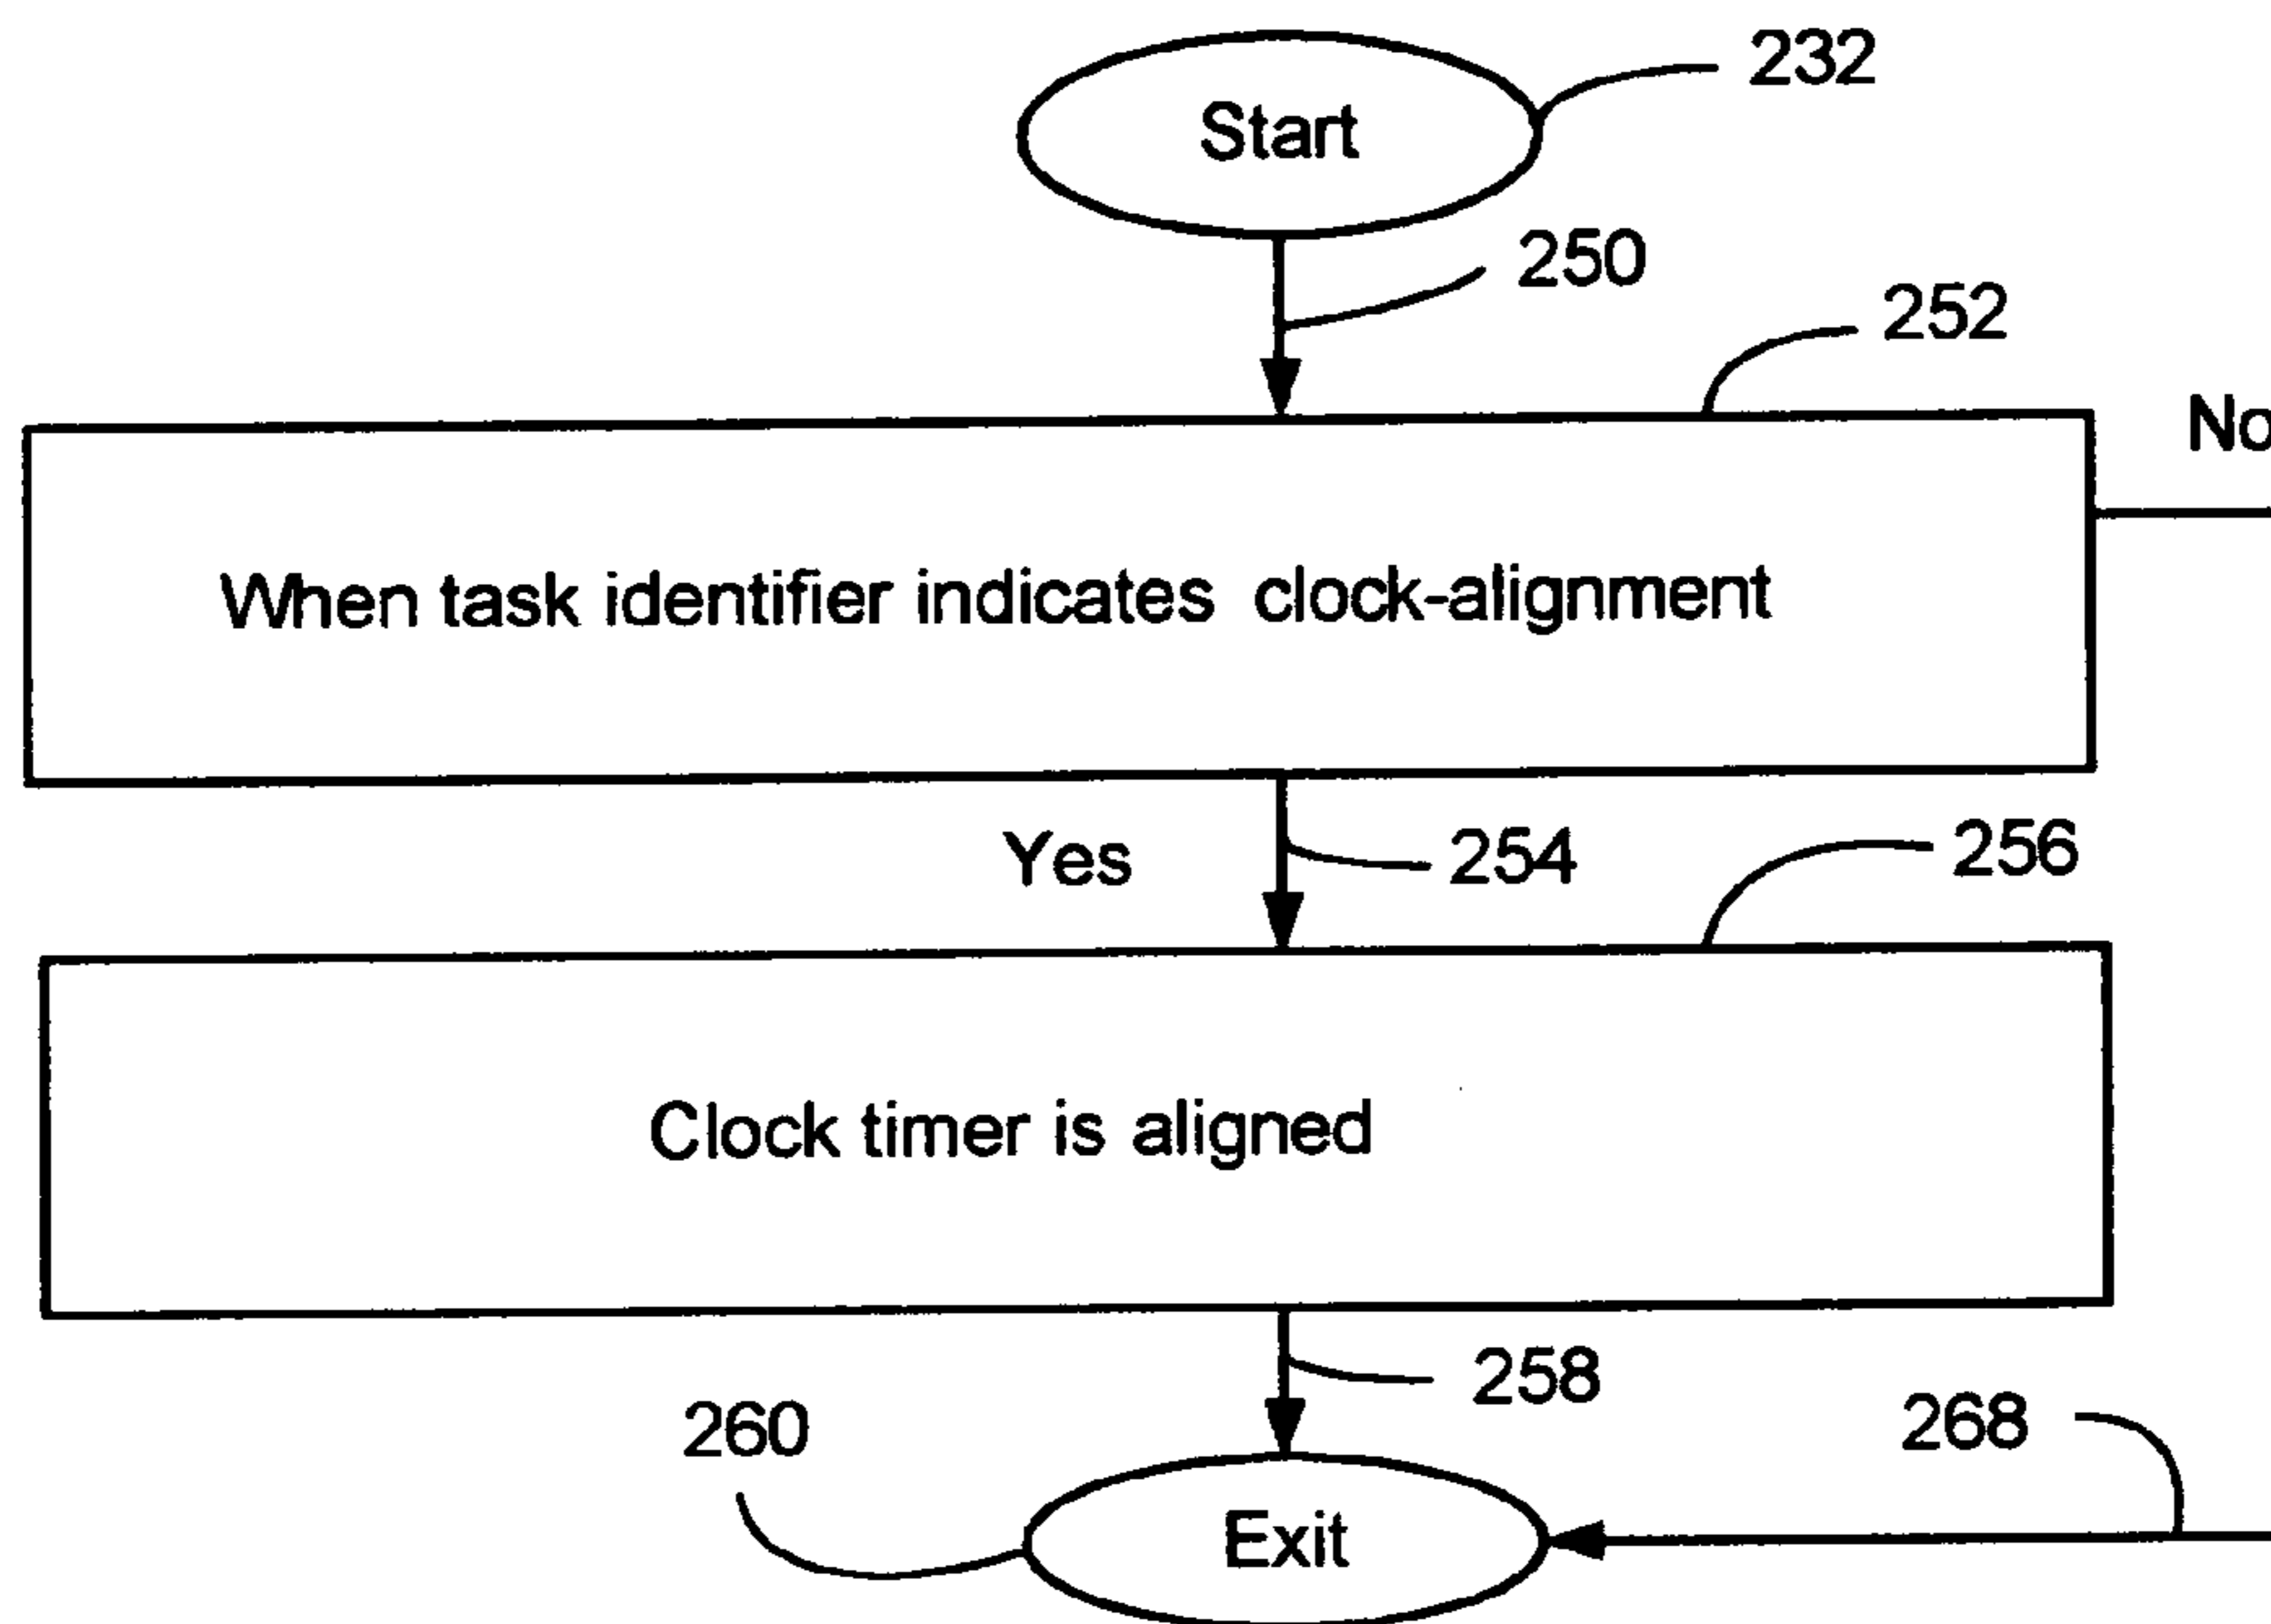 Start
232
250
252
No
When task identifier indicates clock-alignment
Yes
254
256
Clock timer is aligned
258
260
268
Exit